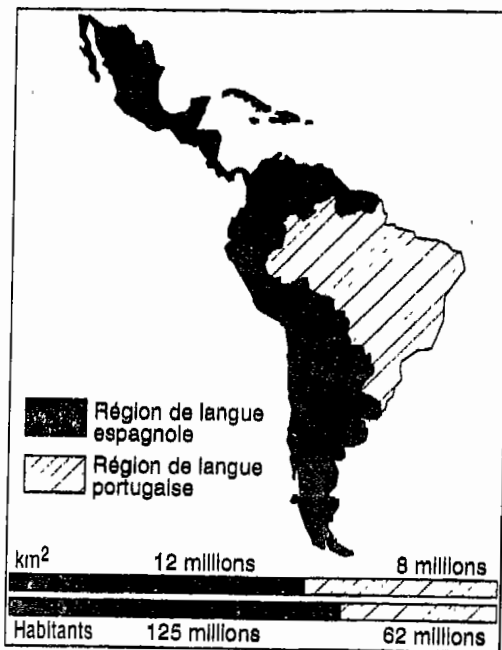 Région de langue
espagnole
Région de langue
portugaise
km² 12 millions 8 millions
Habitants 125 millions 62 millions